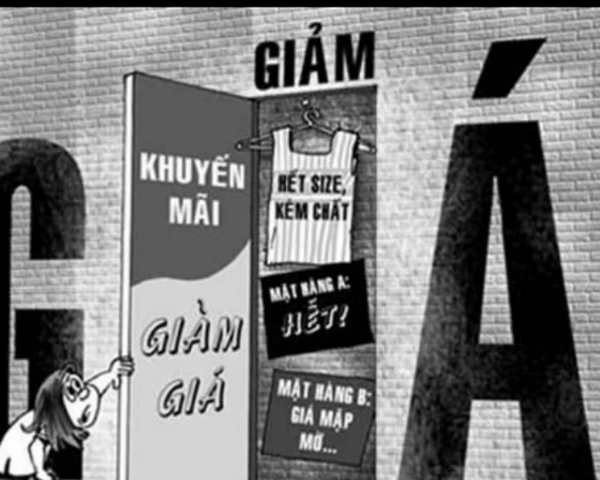 GIẢM
G Á
KHUYẾN
MÃI
GIẢM
GIÁ
HẾT SIZE,
KÉM CHẤT
MẶT HÀNG A:
HẾT!
MẶT HÀNG B:
GIÁ MẬP
MỜ...